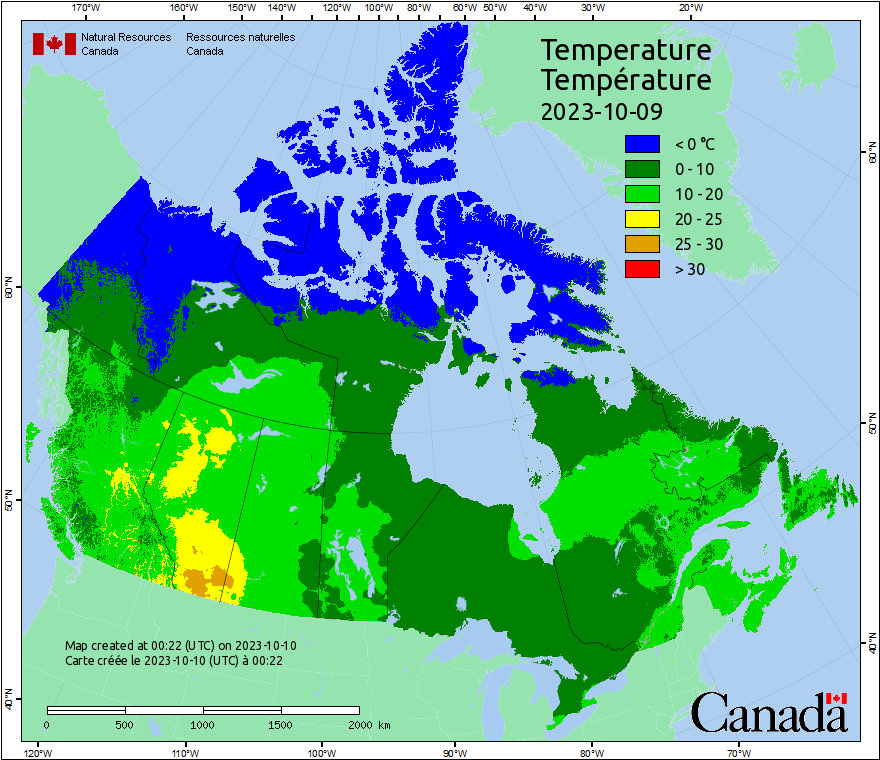 170°W 160°W 150°W 140°W 120°W 100°W 80°W 60°W 50°W 40°W 30°W 20°W
Natural Resources Ressources naturelles
Canada Canada
Temperature
Température
2023-10-09
< 0 °C
0 - 10
10 - 20
20 - 25
25 - 30
> 30
60°N
60°N
50°N
50°N
40°N
40°N
Map created at 00:22 (UTC) on 2023-10-10
Carte créée le 2023-10-10 (UTC) à 00:22
0 500 1000 1500 2000 km
Canada
120°W 110°W 100°W 90°W 80°W 70°W